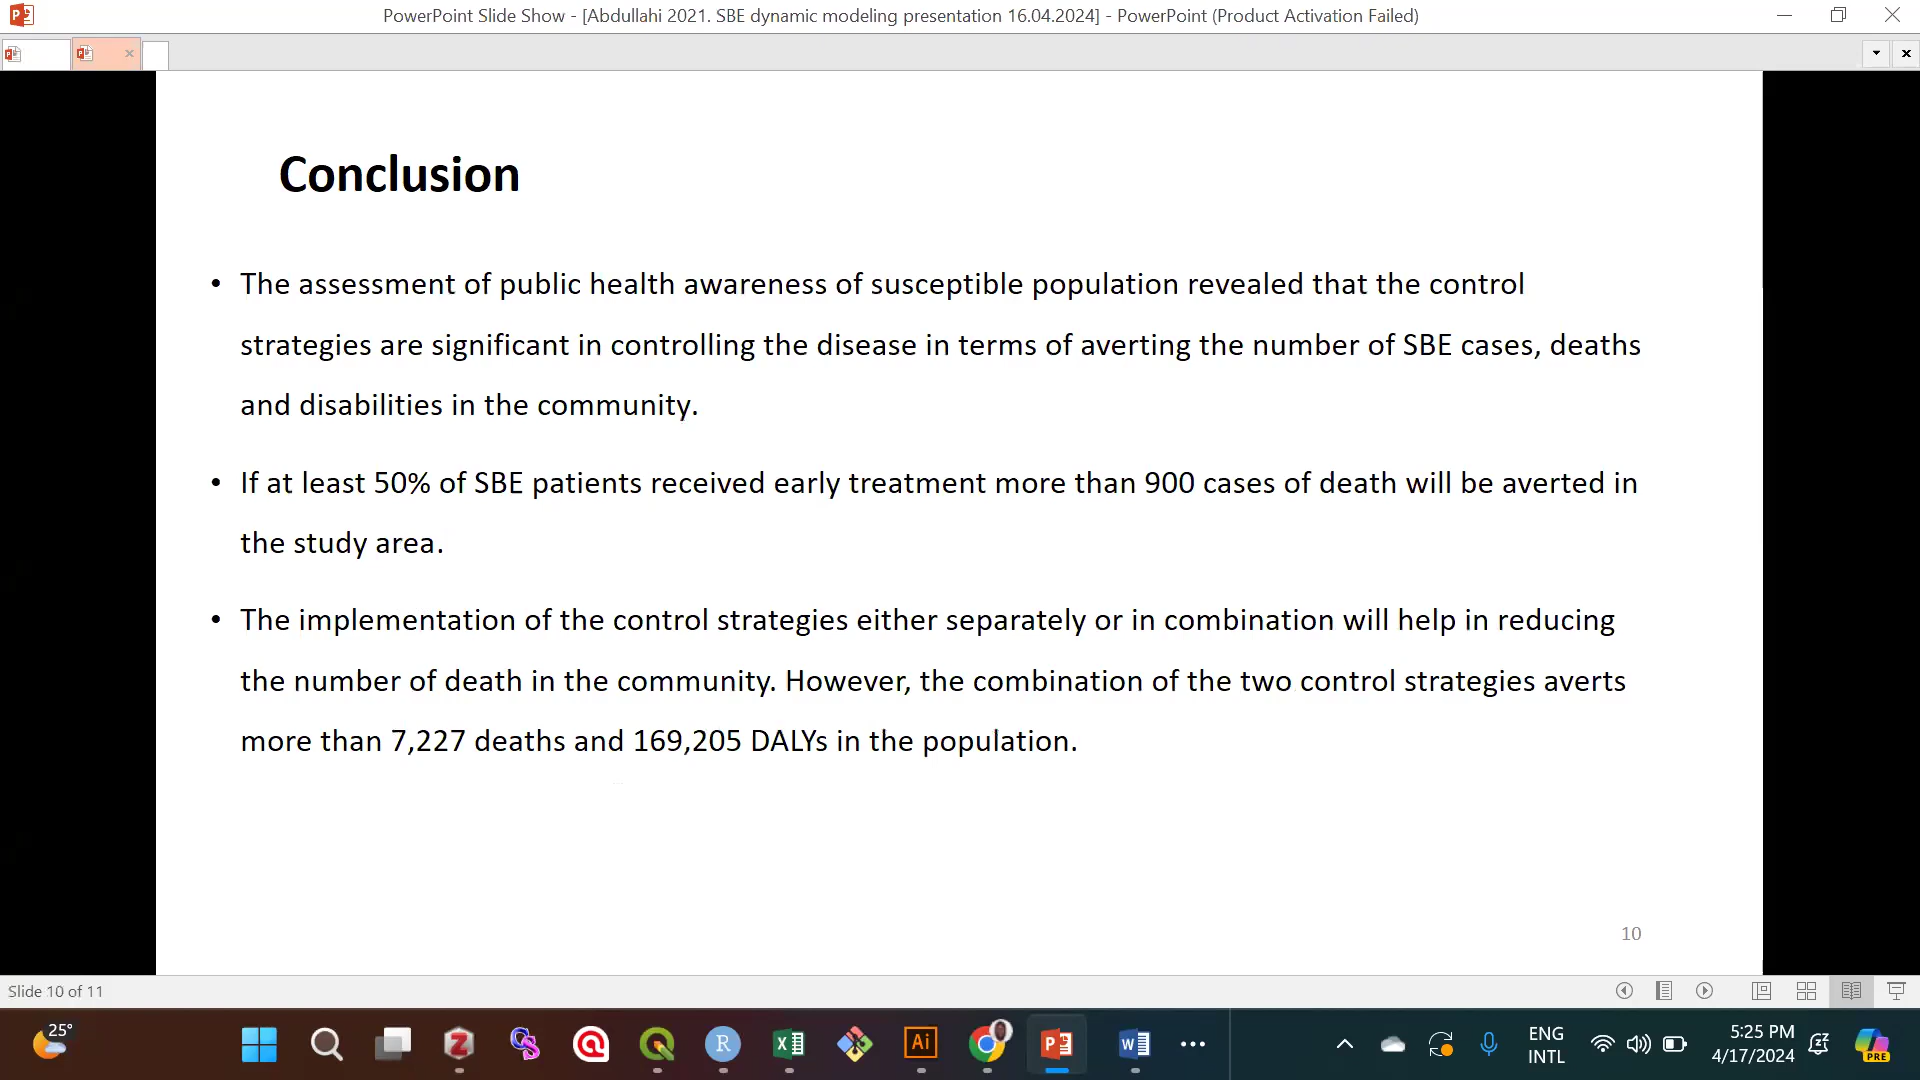 PowerPoint Slide Show - [Abdullahi 2021. SBE dynamic modeling presentation 16.04.2024] - PowerPoint (Product Activation Failed)
Conclusion
• The assessment of public health awareness of susceptible population revealed that the control
strategies are significant in controlling the disease in terms of averting the number of SBE cases, deaths
and disabilities in the community.
• If at least 50% of SBE patients received early treatment more than 900 cases of death will be averted in
the study area.
• The implementation of the control strategies either separately or in combination will help in reducing
the number of death in the community. However, the combination of the two control strategies averts
more than 7,227 deaths and 169,205 DALYs in the population.
10
Slide 10 of 11
25°
R
Ai
ENG
INTL
5:25 PM
4/17/2024
PRE